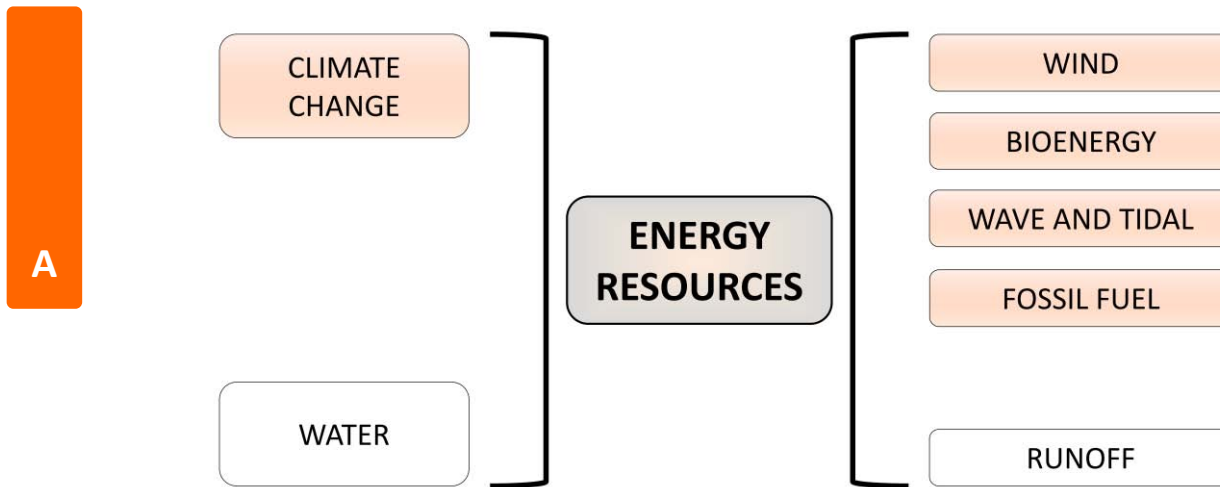 A
CLIMATE
CHANGE
WATER
ENERGY
RESOURCES
WIND
BIOENERGY
WAVE AND TIDAL
FOSSIL FUEL
RUNOFF